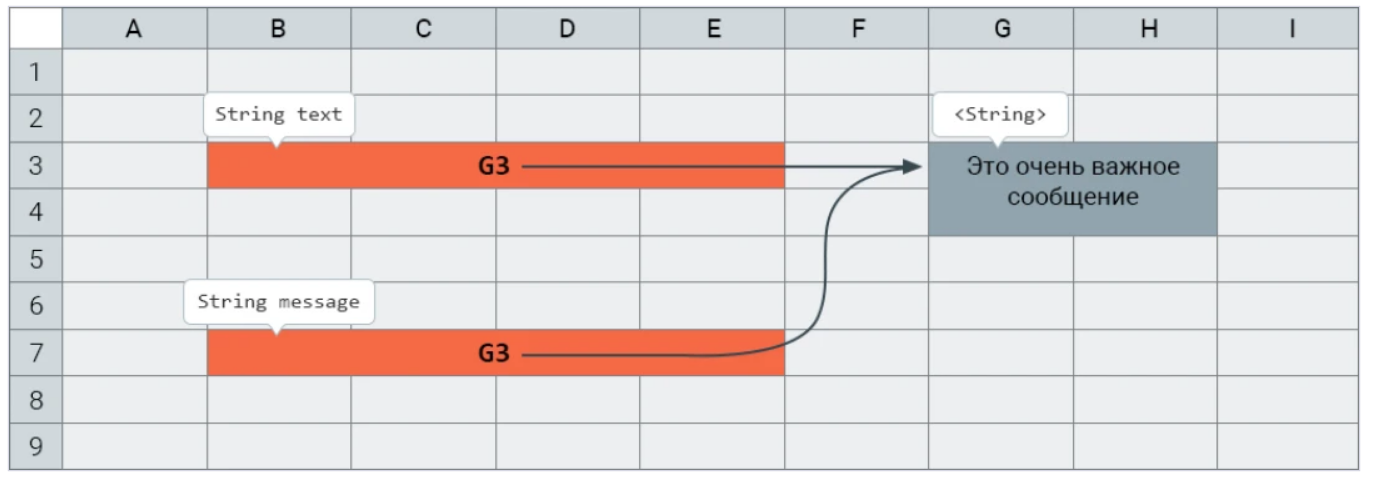 A B C D E F G H I
1
2 String text <String>
3 G3 Это очень важное
сообщение
4
5
6 String message
7 G3
8
9